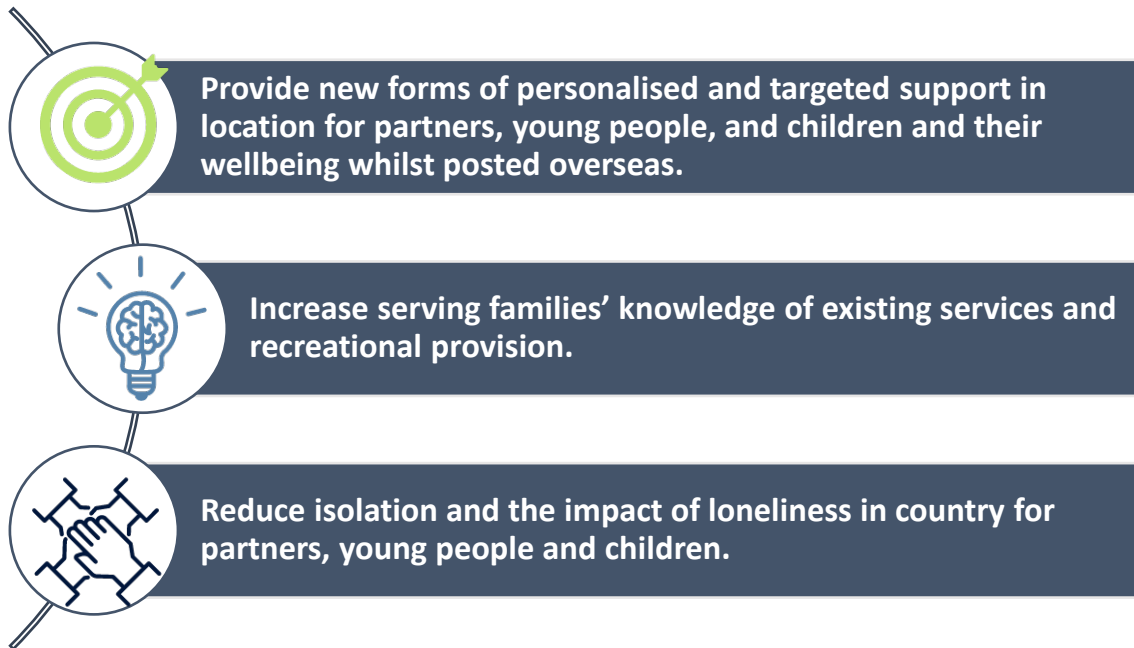 Provide new forms of personalised and targeted support in
location for partners, young people, and children and their
wellbeing whilst posted overseas.
Increase serving families’ knowledge of existing services and
recreational provision.
Reduce isolation and the impact of loneliness in country for
partners, young people and children.